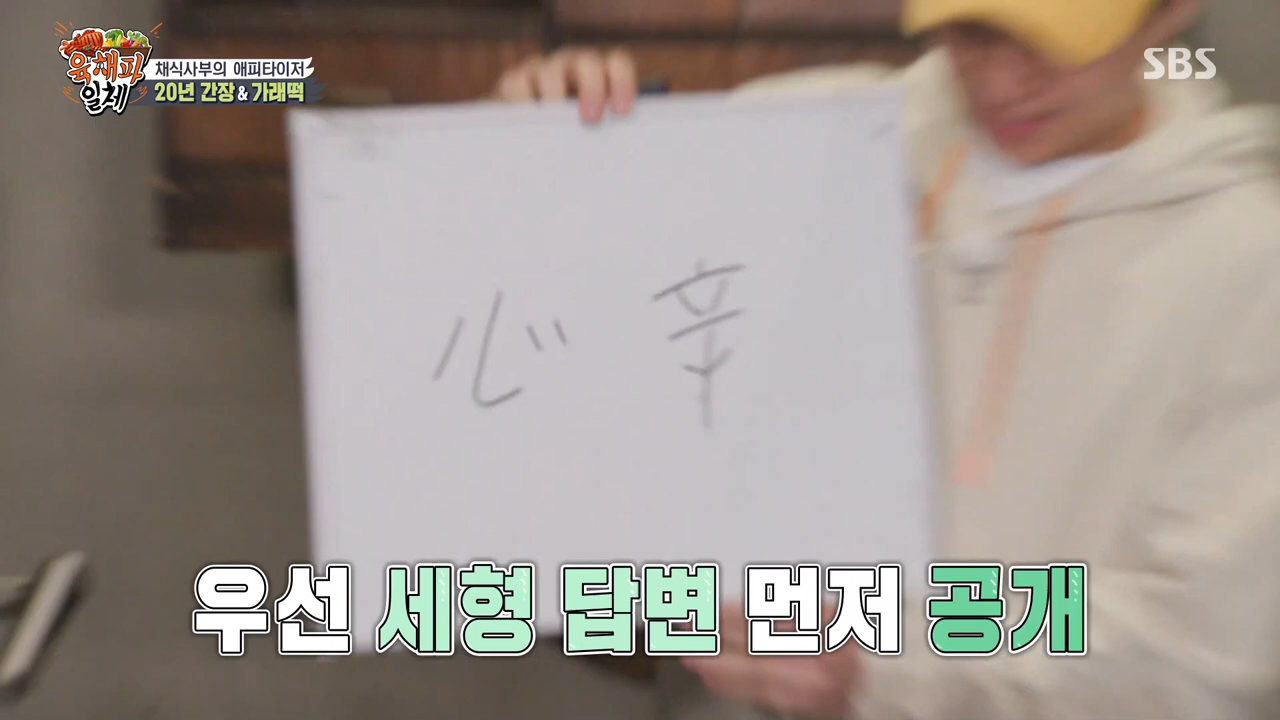 육채파
일체
채식사부의 애피타이저
20년 간장&가래떡
SBS
心 辛
우선 세형 답변 먼저 공개